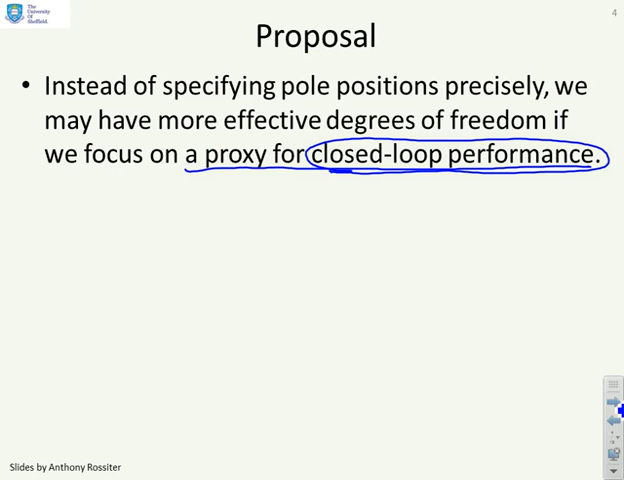 The
University
Of
Sheffield.
4
Proposal
• Instead of specifying pole positions precisely, we
may have more effective degrees of freedom if
we focus on a proxy for closed-loop performance.
Slides by Anthony Rossiter